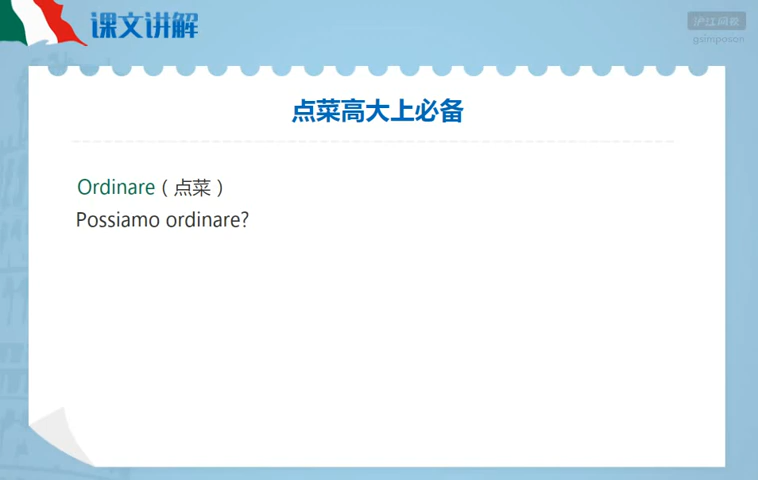 课文讲解
沪江网校
gsimposon
点菜高大上必备
Ordinare（点菜）
Possiamo ordinare?